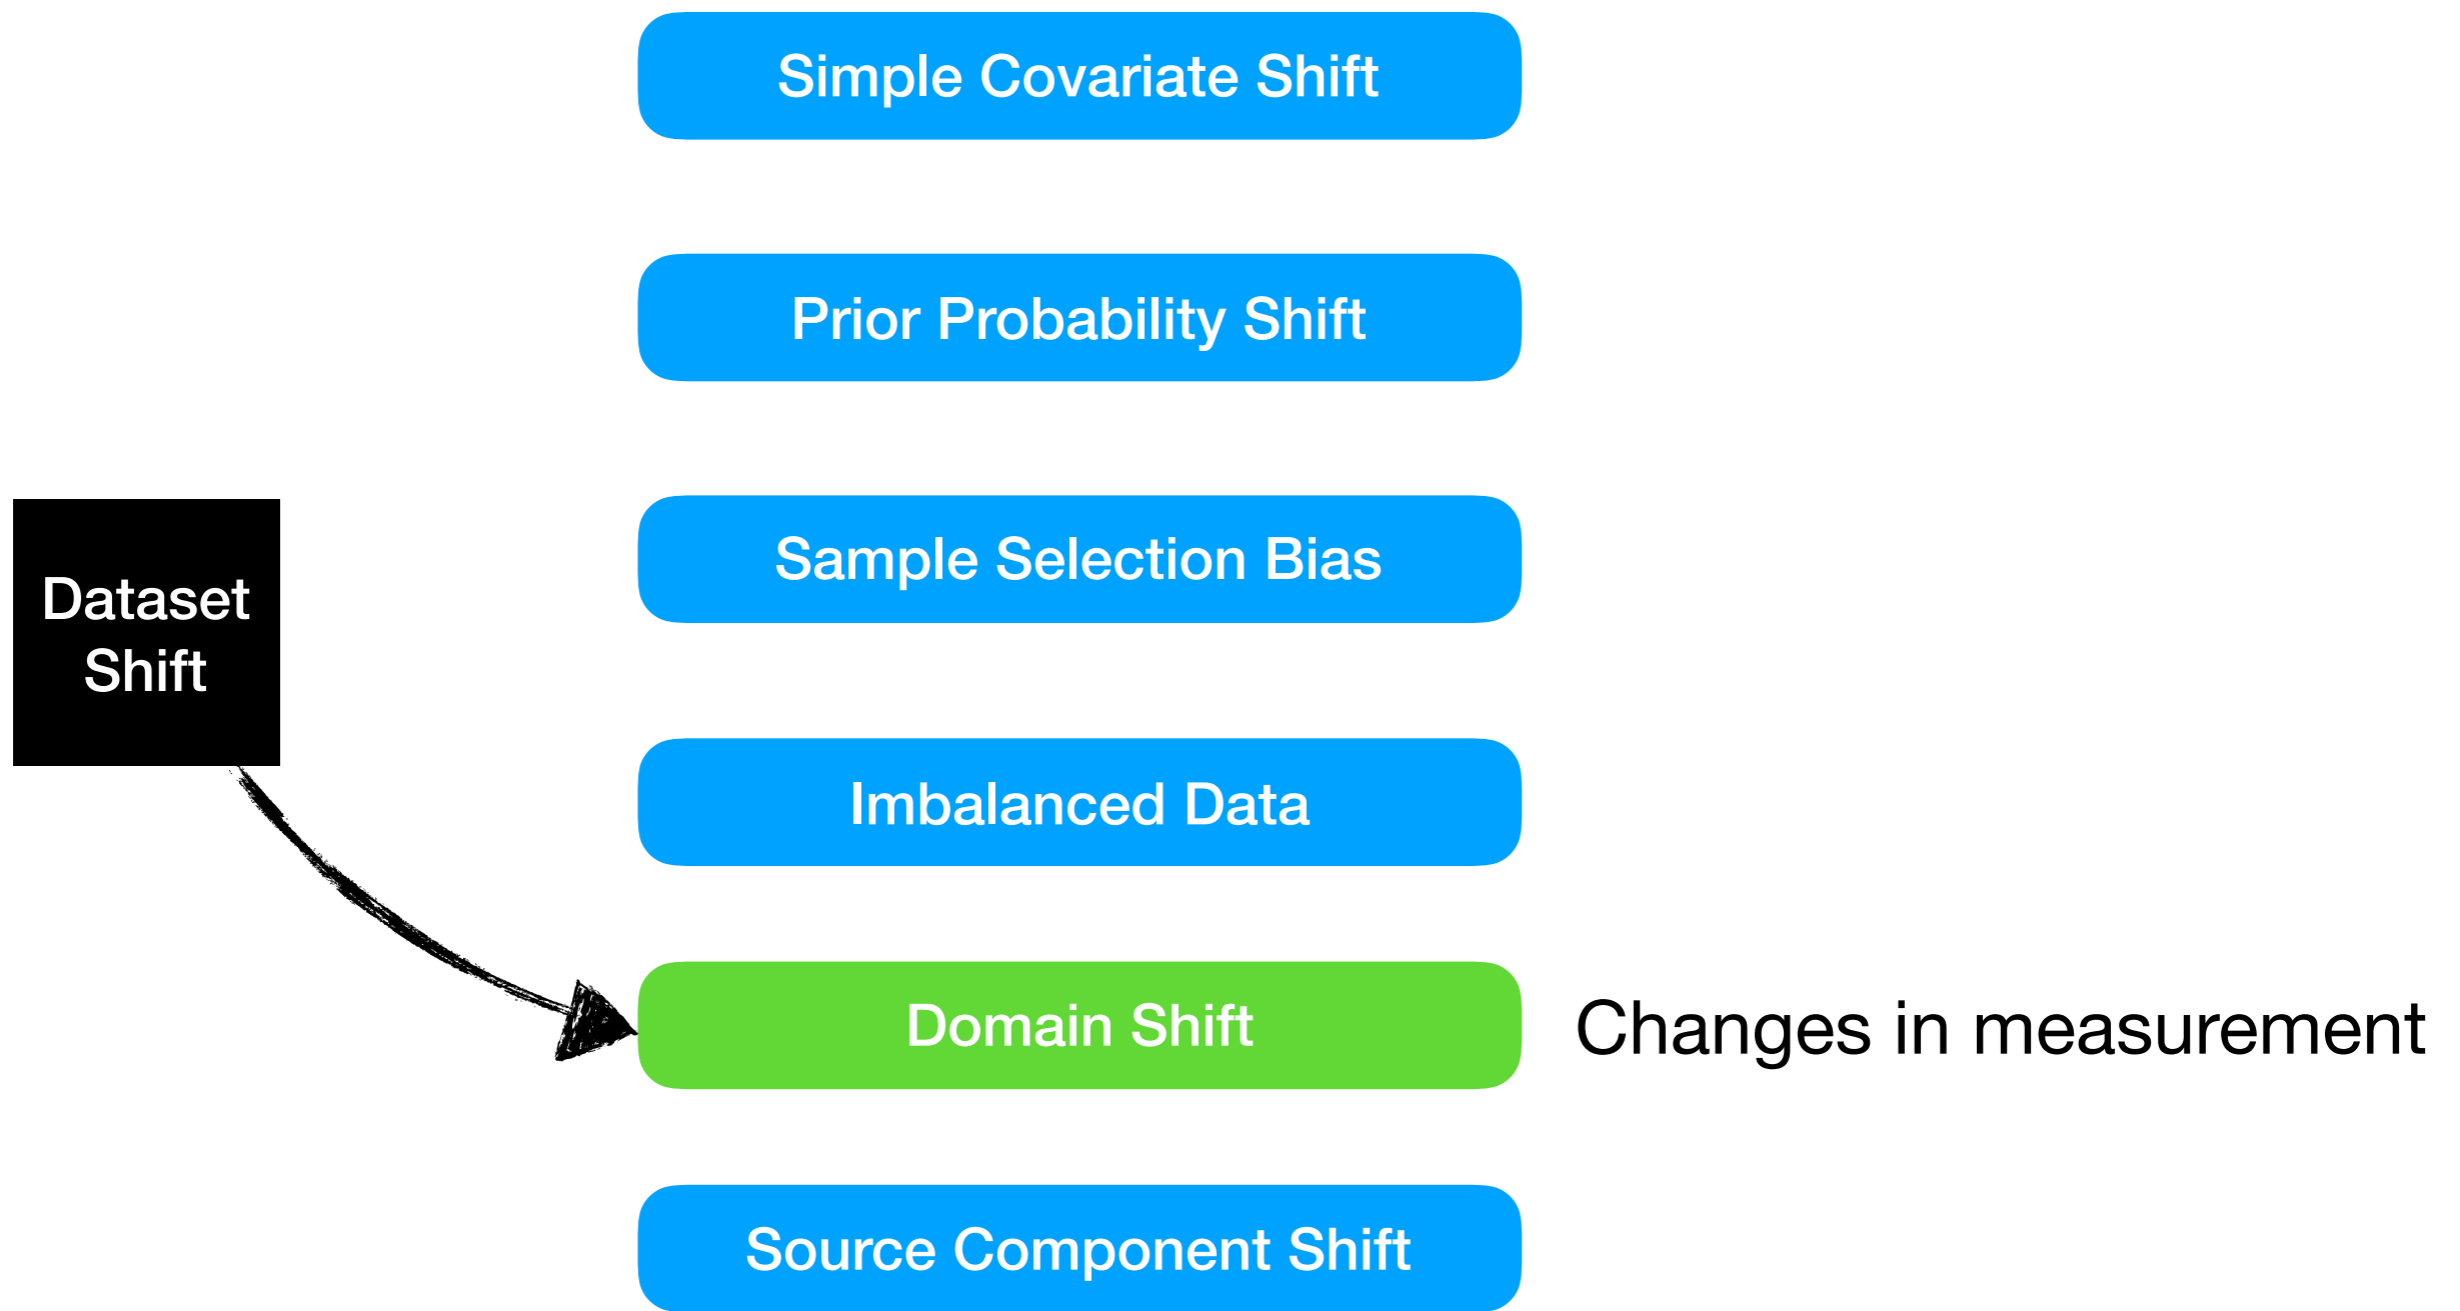 Simple Covariate Shift
Prior Probability Shift
Sample Selection Bias
Dataset
Shift
Imbalanced Data
Domain Shift
Changes in measurement
Source Component Shift